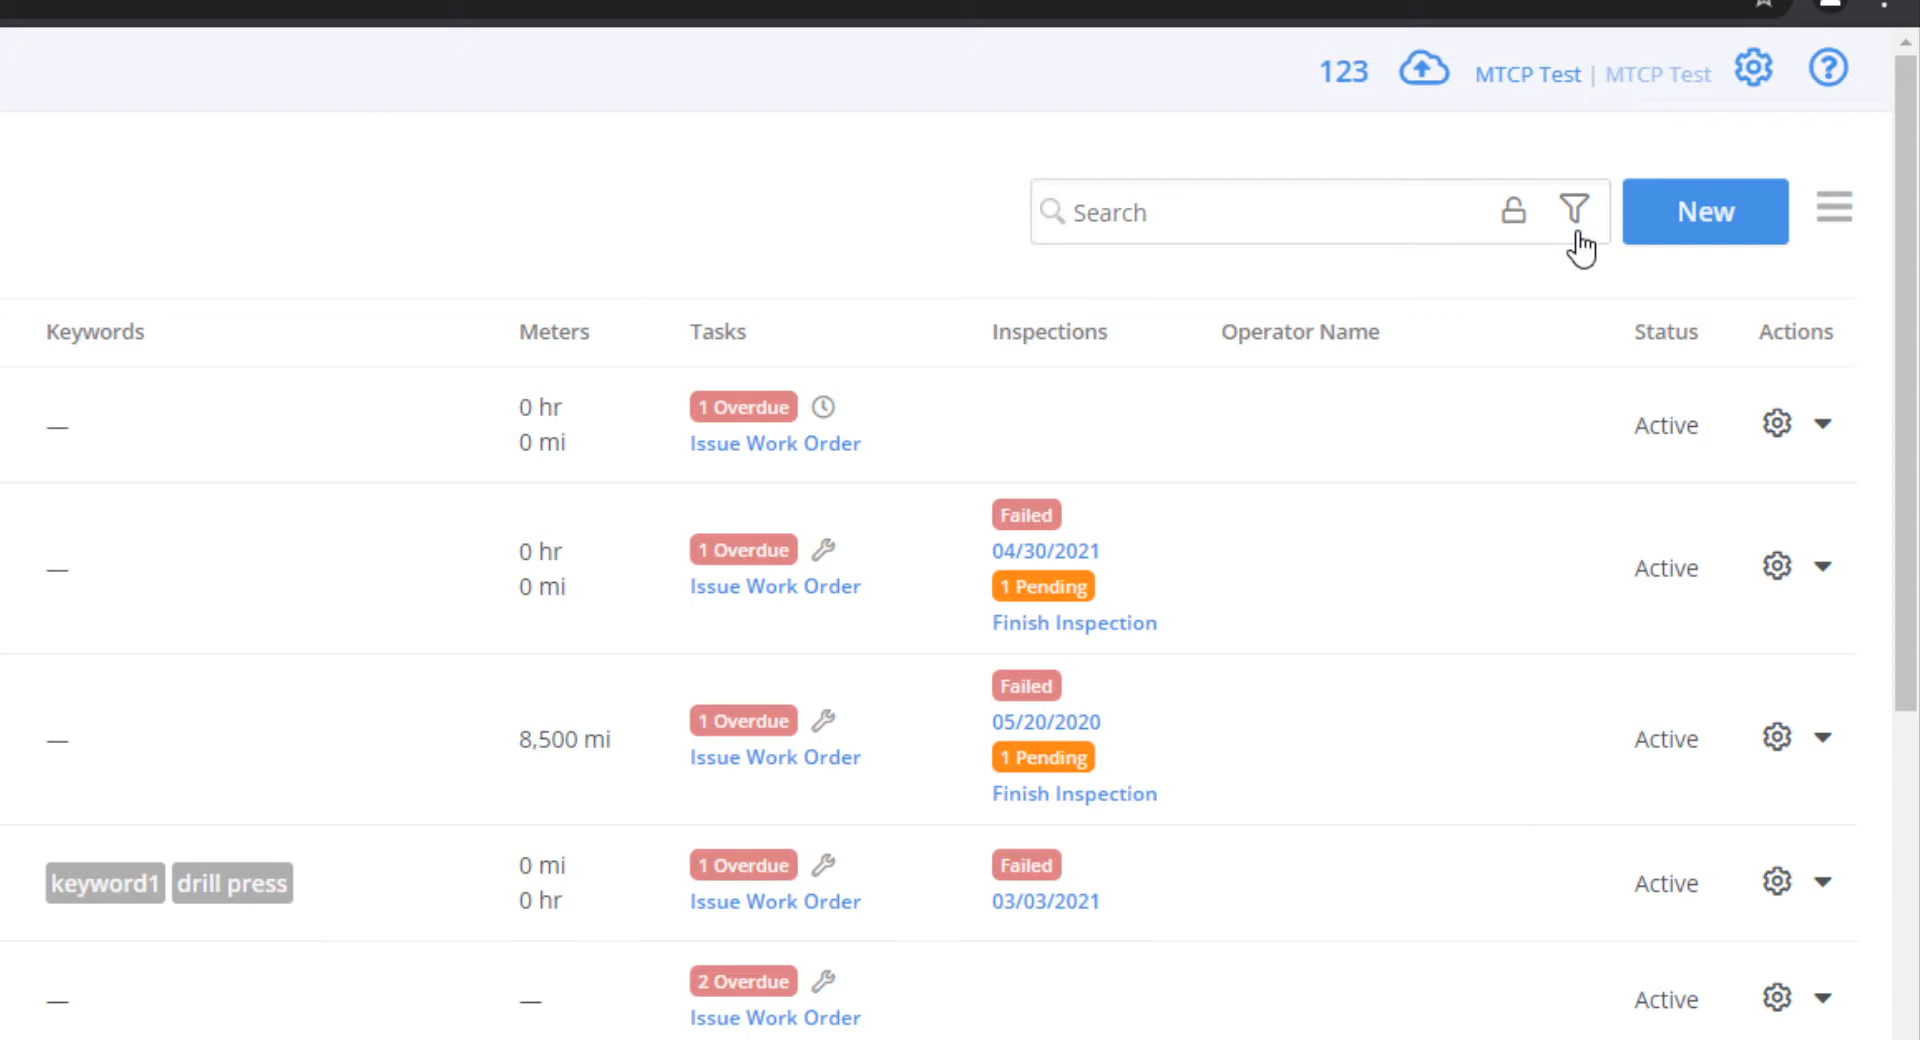 123 MTCP Test | MTCP Test
Search New
Keywords Meters Tasks Inspections Operator Name Status Actions
— 0 hr 1 Overdue Active
0 mi Issue Work Order
Failed
— 0 hr 1 Overdue 04/30/2021 Active
0 mi Issue Work Order 1 Pending
Finish Inspection
Failed
— 8,500 mi 1 Overdue 05/20/2020 Active
Issue Work Order 1 Pending
Finish Inspection
keyword1 drill press 0 mi 1 Overdue Failed Active
0 hr Issue Work Order 03/03/2021
— — 2 Overdue Active
Issue Work Order